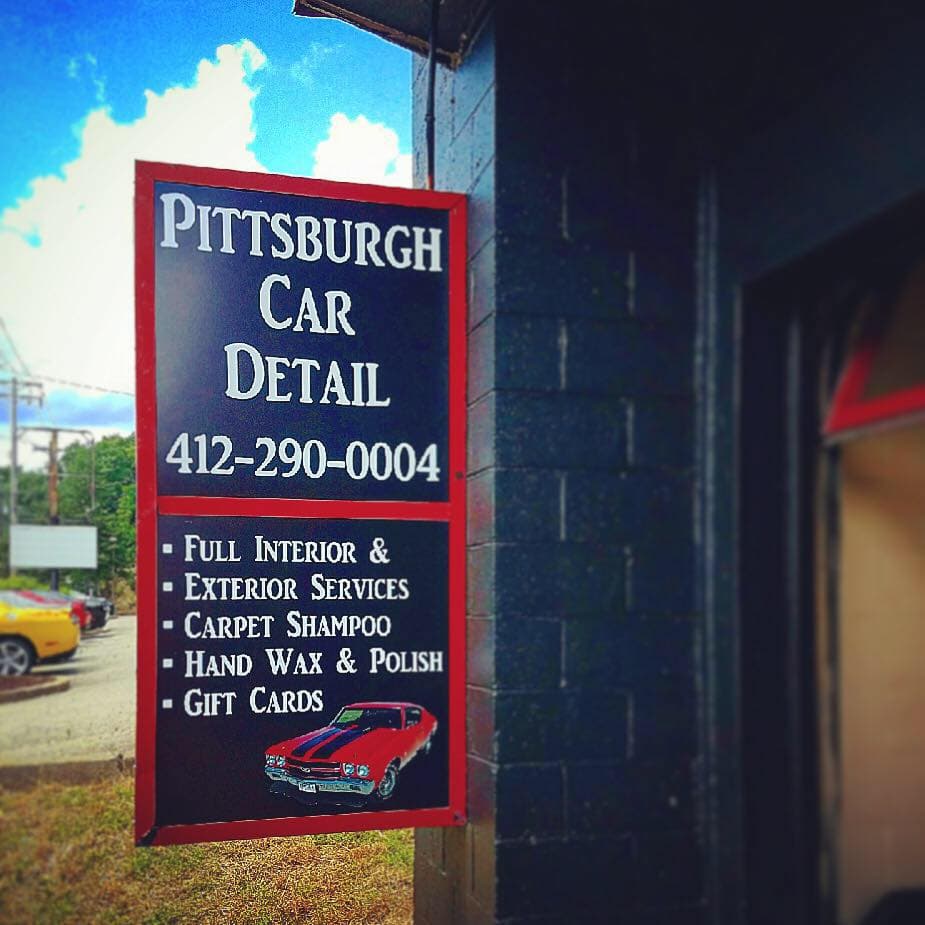 PITTSBURGH
CAR
DETAIL
412-290-0004
▪ FULL INTERIOR &
▪ EXTERIOR SERVICES
▪ CARPET SHAMPOO
▪ HAND WAX & POLISH
▪ GIFT CARDS